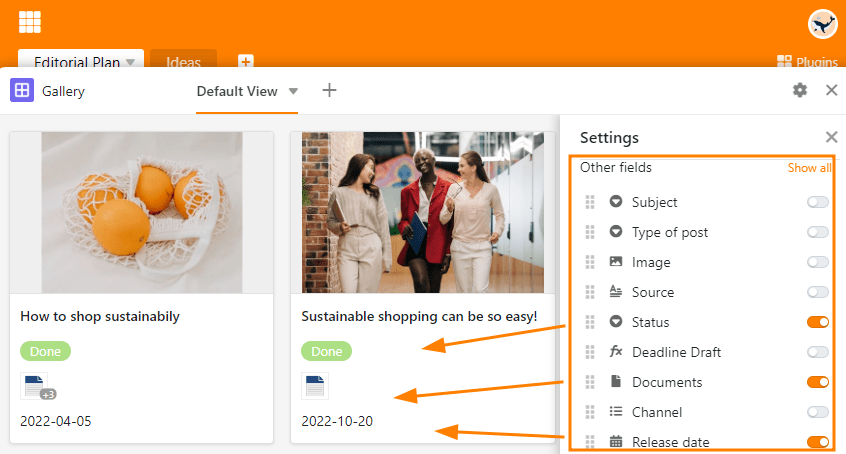 Editorial Plan
Ideas
Plugins
Gallery
Default View
Settings
Other fields
Show all
Subject
Type of post
Image
Source
Status
Deadline Draft
Documents
Channel
Release date
How to shop sustainabily
Done
+3
2022-04-05
Sustainable shopping can be so easy!
Done
2022-10-20